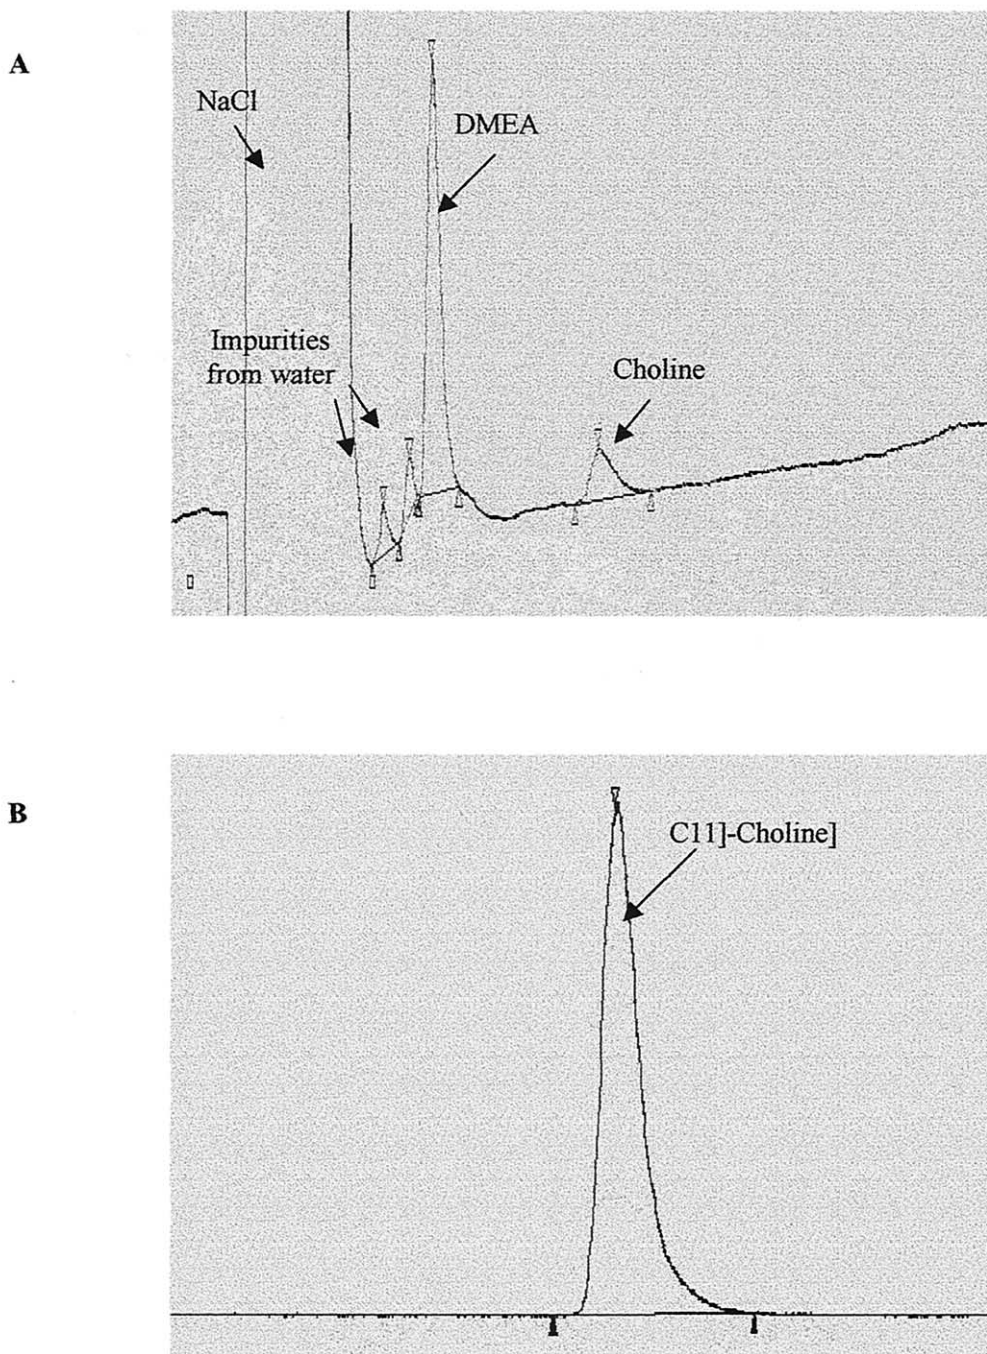 A
NaCl
DMEA
Impurities
from water
Choline
B
C11]-Choline]